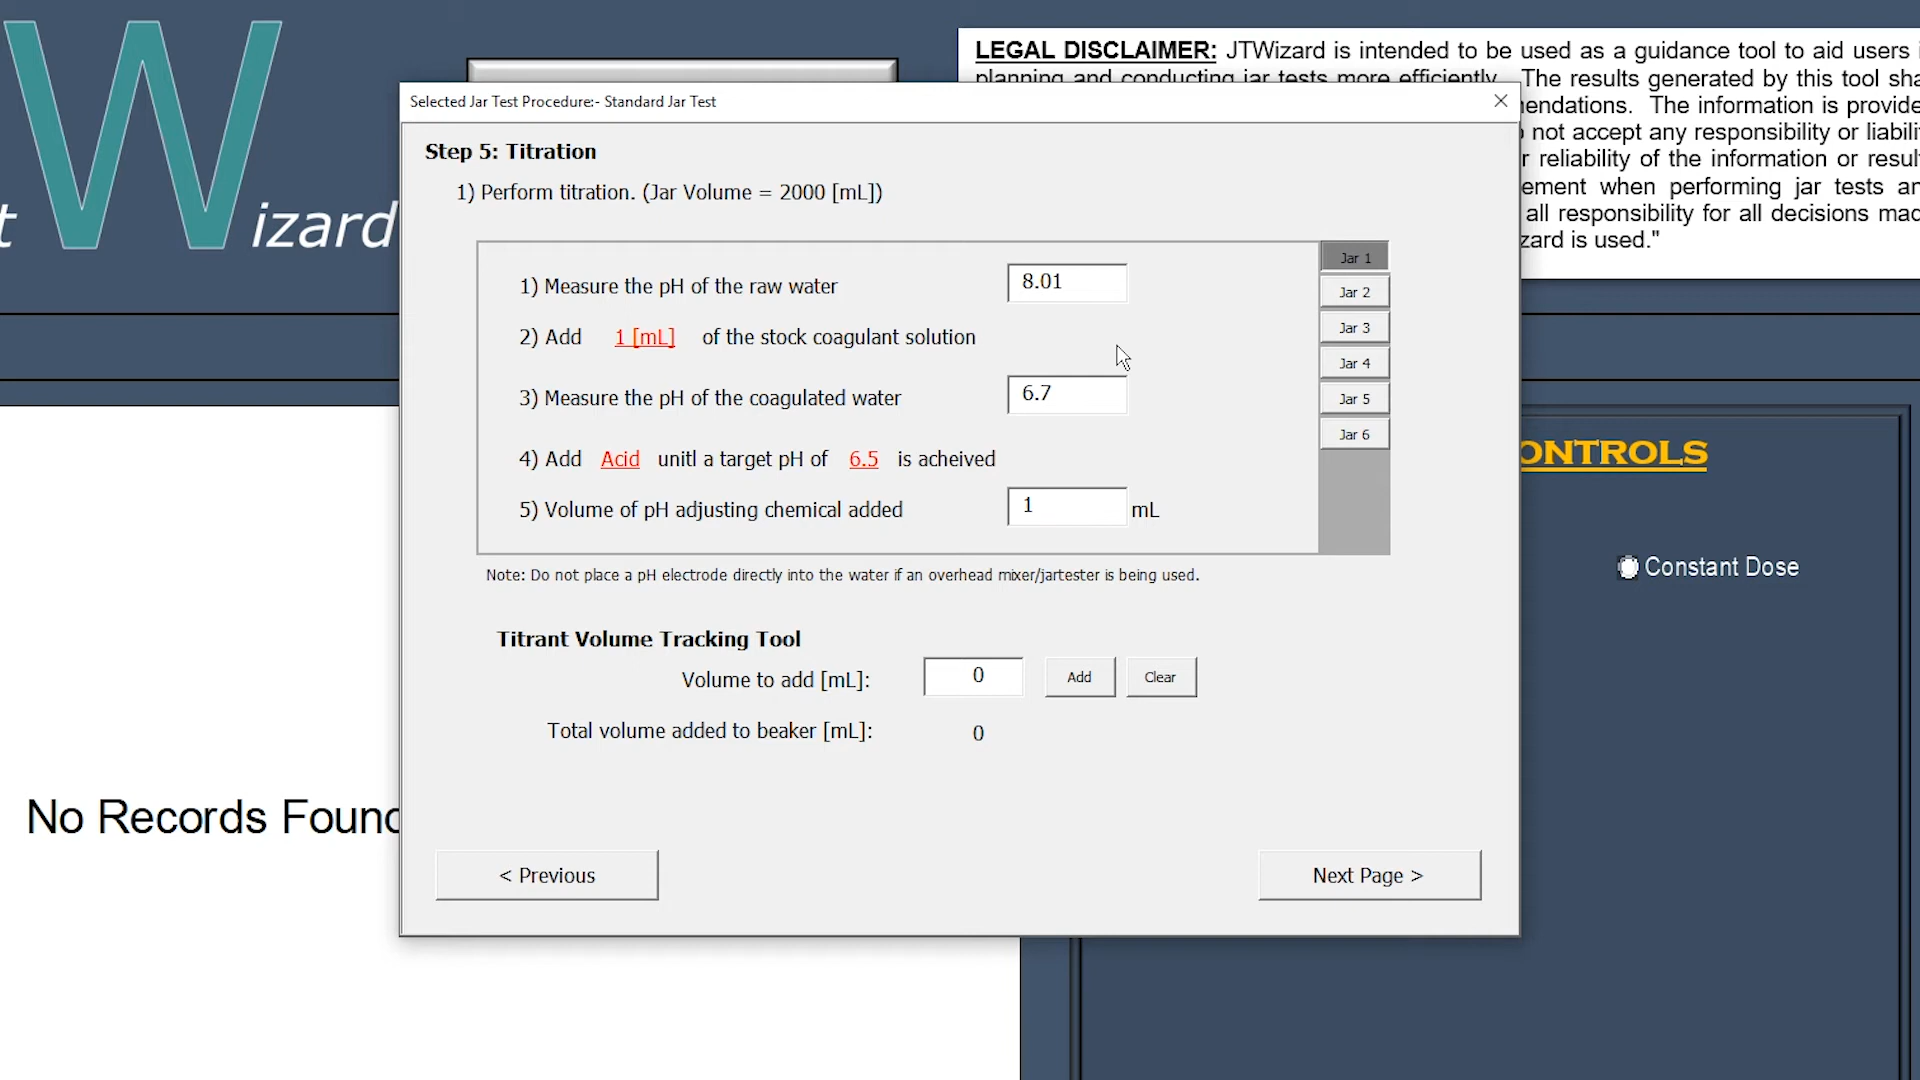 t Wizard
LEGAL DISCLAIMER: JTWizard is intended to be used as a guidance tool to aid users
planning and conducting jar tests more efficiently. The results generated by this tool
endations. The information is
not accept any responsibility or
r reliability of the information or
ement when performing jar tests
all responsibility for all decisions
zard is used."
Selected Jar Test Procedure:- Standard Jar Test
Step 5: Titration
1) Perform titration. (Jar Volume = 2000 [mL])
1) Measure the pH of the raw water 8.01
2) Add 1 [mL] of the stock coagulant solution
3) Measure the pH of the coagulated water 6.7
4) Add Acid unitl a target pH of 6.5 is acheived
5) Volume of pH adjusting chemical added 1 mL
Jar 1
Jar 2
Jar 3
Jar 4
Jar 5
Jar 6
Note: Do not place a pH electrode directly into the water if an overhead mixer/jartester is being used.
Titrant Volume Tracking Tool
Volume to add [mL]: 0 Add Clear
Total volume added to beaker [mL]: 0
< Previous
Next Page >
ONTROLS
Constant Dose
No Records Found